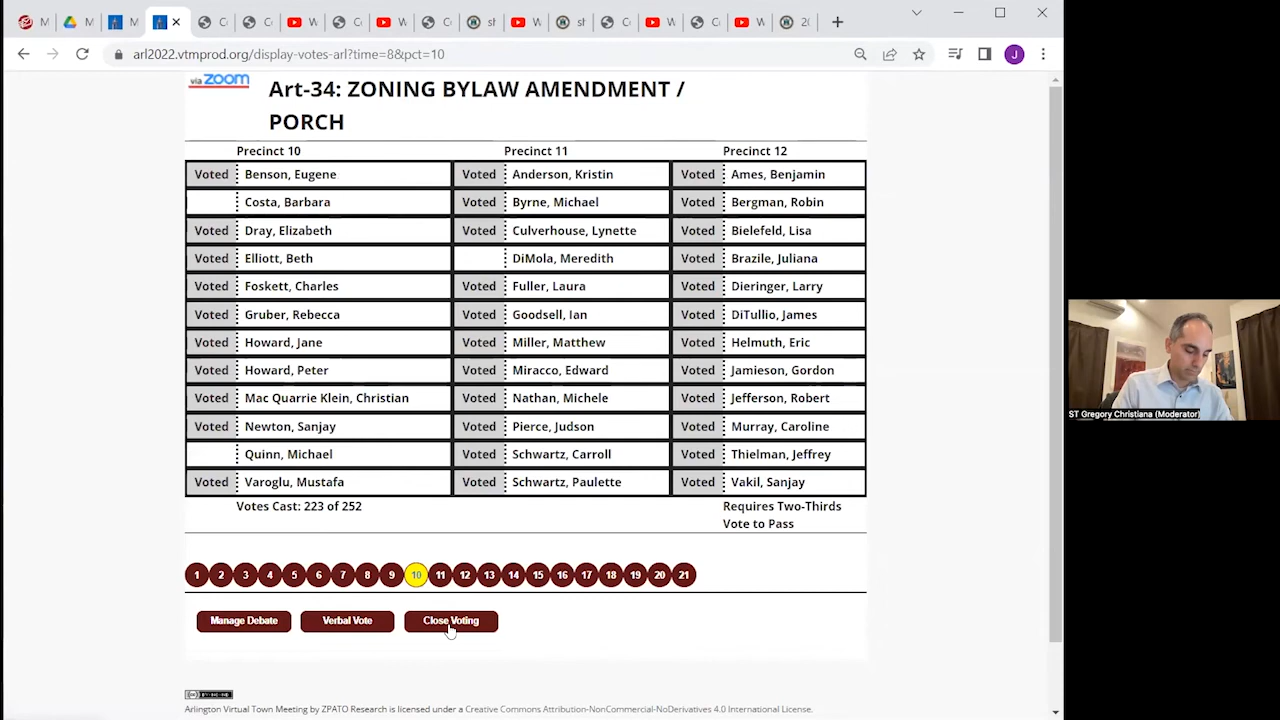 M
M
M
C
C
W
C
W
C
st
W
st
C
W
C
W
20
arl2022.vtmprod.org/display-votes-arl?time=8&pct=10
J
via zoom
Art-34: ZONING BYLAW AMENDMENT /
PORCH
Precinct 10 Precinct 11 Precinct 12
Voted Benson, Eugene Voted Anderson, Kristin Voted Ames, Benjamin
Costa, Barbara Voted Byrne, Michael Voted Bergman, Robin
Voted Dray, Elizabeth Voted Culverhouse, Lynette Voted Bielefeld, Lisa
Voted Elliott, Beth DiMola, Meredith Voted Brazile, Juliana
Voted Foskett, Charles Voted Fuller, Laura Voted Dieringer, Larry
Voted Gruber, Rebecca Voted Goodsell, Ian Voted DiTullio, James
Voted Howard, Jane Voted Miller, Matthew Voted Helmuth, Eric
Voted Howard, Peter Voted Miracco, Edward Voted Jamieson, Gordon
Voted Mac Quarrie Klein, Christian Voted Nathan, Michele Voted Jefferson, Robert
Voted Newton, Sanjay Voted Pierce, Judson Voted Murray, Caroline
Quinn, Michael Voted Schwartz, Carroll Voted Thielman, Jeffrey
Voted Varoglu, Mustafa Voted Schwartz, Paulette Voted Vakil, Sanjay
Votes Cast: 223 of 252 Requires Two-Thirds
Vote to Pass
1 2 3 4 5 6 7 8 9 10 11 12 13 14 15 16 17 18 19 20 21
Manage Debate Verbal Vote Close Voting
Arlington Virtual Town Meeting by ZPATO Research is licensed under a Creative Commons Attribution-NonCommercial-NoDerivatives 4.0 International License.
ST Gregory Christiana (Moderator)